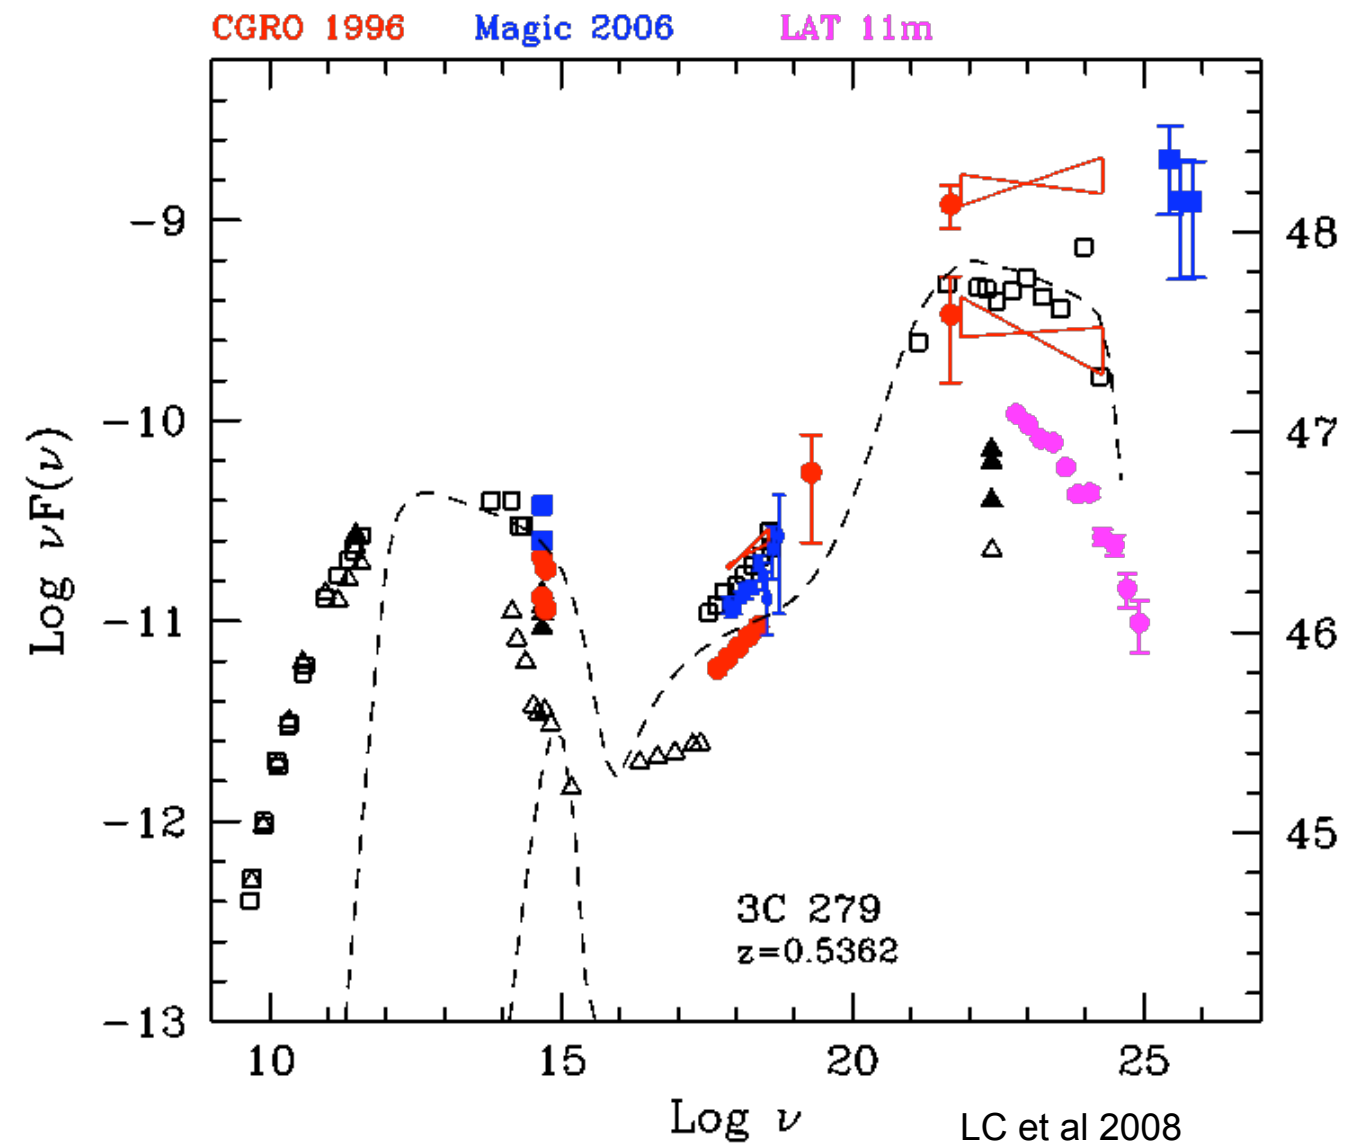 CGRO 1996 Magic 2006 LAT 11m
Log νF(ν)
-9
-10
-11
-12
-13
48
47
46
45
3C 279
z=0.5362
10 15 20 25
Log ν
LC et al 2008